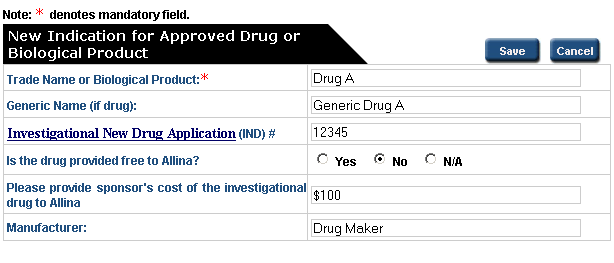 Note: * denotes mandatory field.
New Indication for Approved Drug or
Biological Product
Save Cancel
Trade Name or Biological Product:* Drug A
Generic Name (if drug): Generic Drug A
Investigational New Drug Application (IND) # 12345
Is the drug provided free to Allina? Yes No N/A
Please provide sponsor's cost of the investigational
drug to Allina $100
Manufacturer: Drug Maker